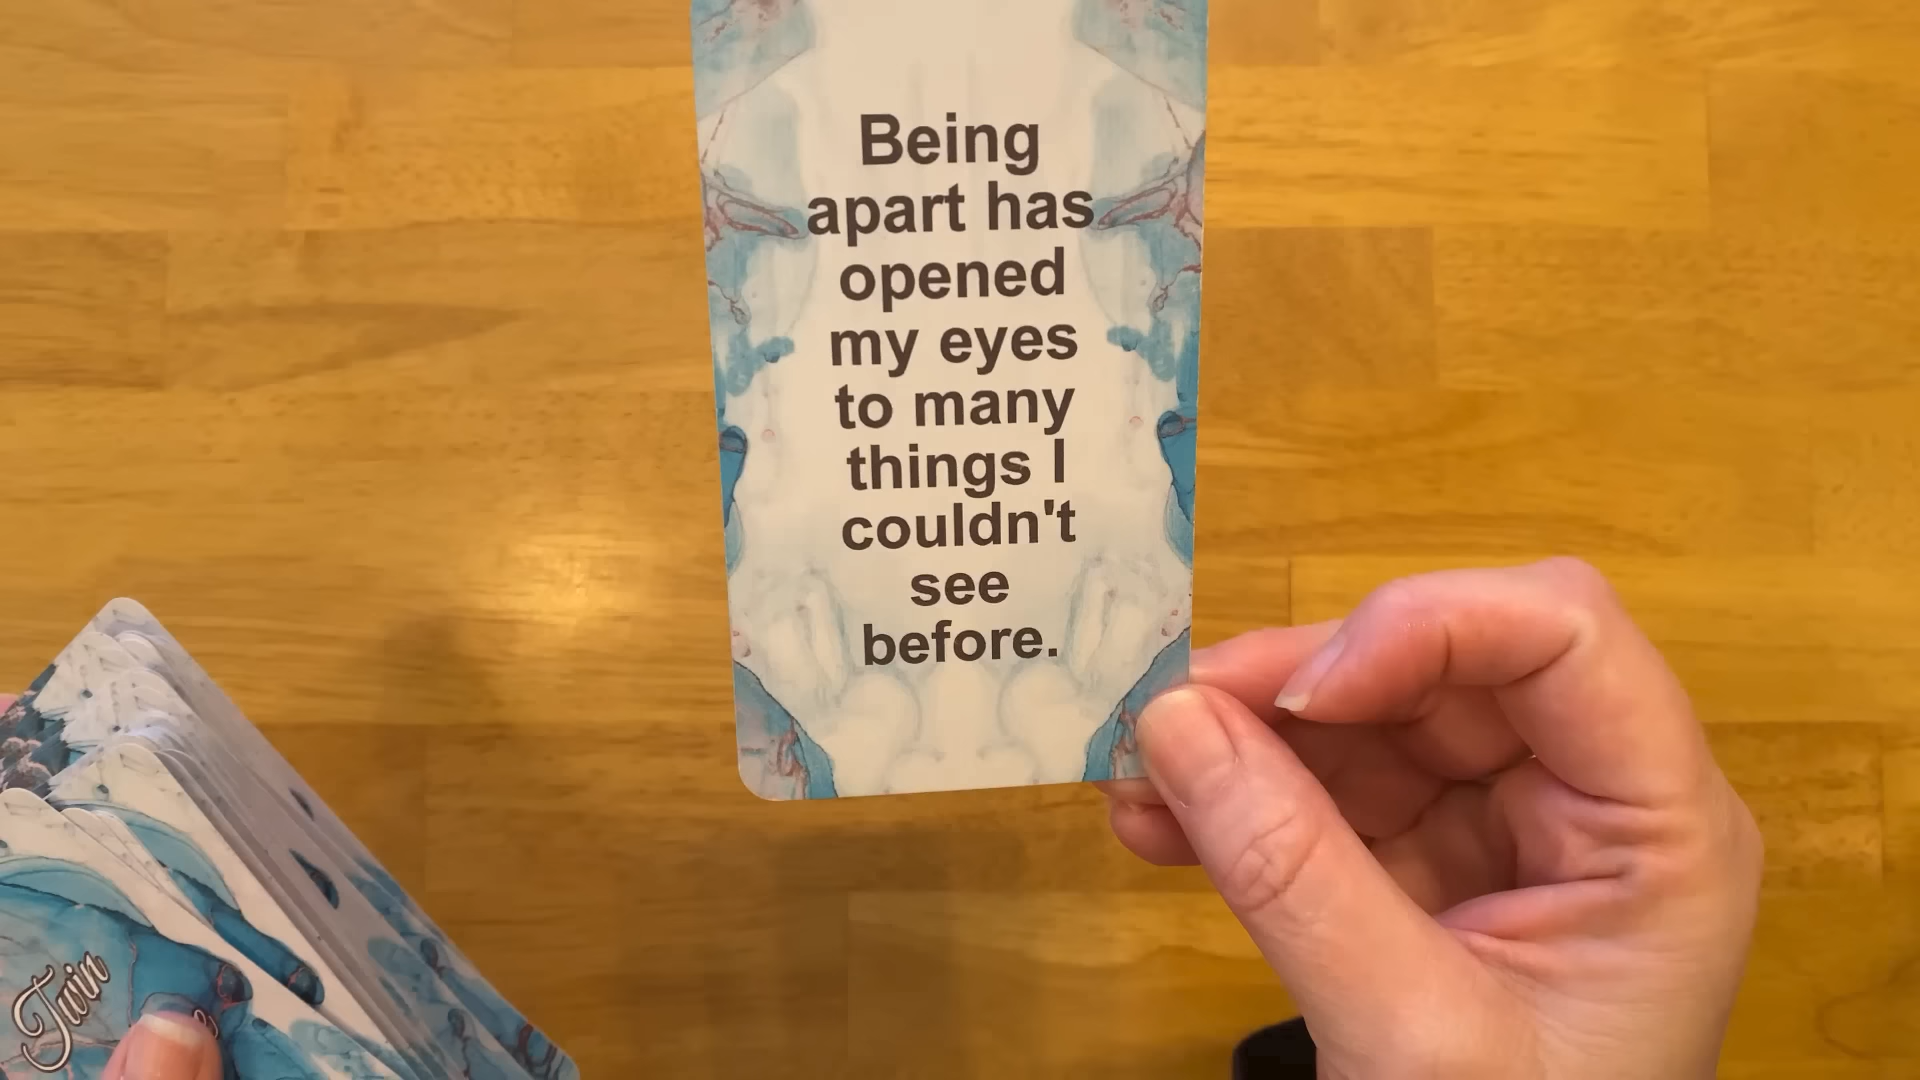 Being
apart has
opened
my eyes
to many
things I
couldn't
see
before.
Twin